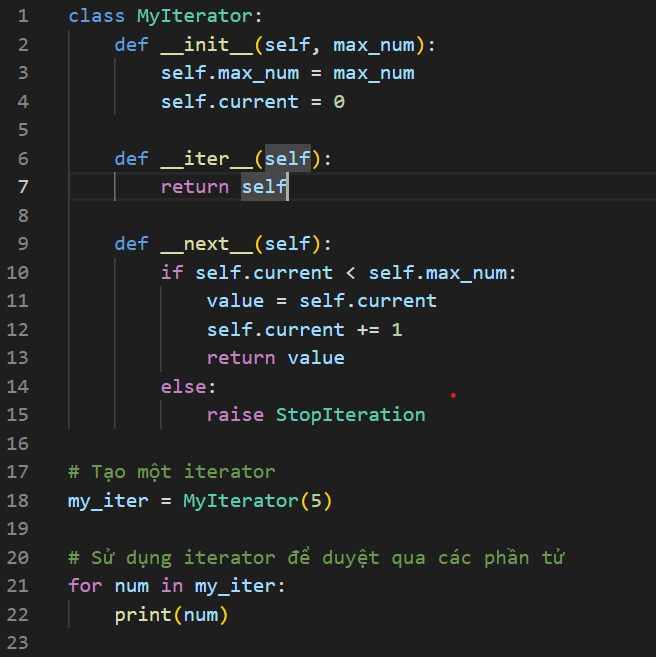 1 class MyIterator:
2     def __init__(self, max_num):
3         self.max_num = max_num
4         self.current = 0
5
6     def __iter__(self):
7         return self
8
9     def __next__(self):
10         if self.current < self.max_num:
11             value = self.current
12             self.current += 1
13             return value
14         else:
15             raise StopIteration
16
17 # Tạo một iterator
18 my_iter = MyIterator(5)
19
20 # Sử dụng iterator để duyệt qua các phần tử
21 for num in my_iter:
22     print(num)
23